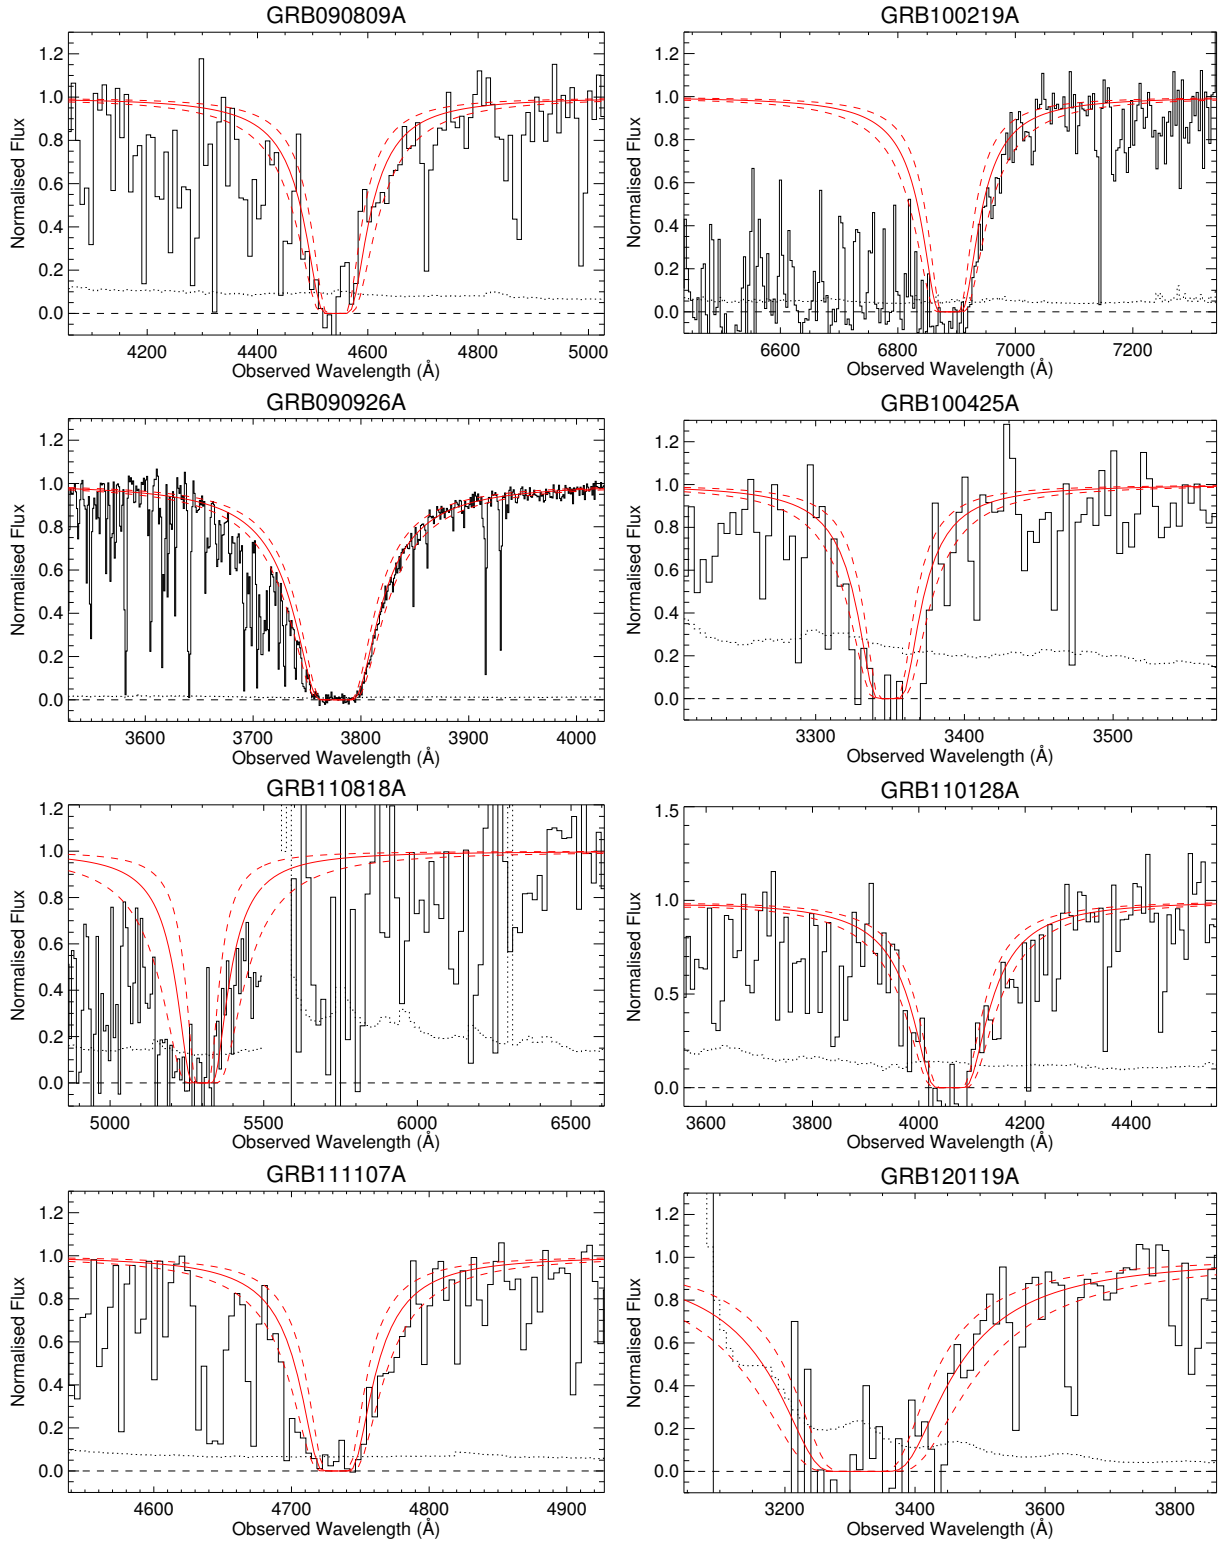 GRB090809A
1.2
1.0
0.8
0.6
0.4
0.2
0.0
Normalised Flux
4200 4400 4600 4800 5000
Observed Wavelength (Å)
GRB100219A
1.2
1.0
0.8
0.6
0.4
0.2
0.0
Normalised Flux
6600 6800 7000 7200
Observed Wavelength (Å)
GRB090926A
1.2
1.0
0.8
0.6
0.4
0.2
0.0
Normalised Flux
3600 3700 3800 3900 4000
Observed Wavelength (Å)
GRB100425A
1.2
1.0
0.8
0.6
0.4
0.2
0.0
Normalised Flux
3300 3400 3500
Observed Wavelength (Å)
GRB110818A
1.2
1.0
0.8
0.6
0.4
0.2
0.0
Normalised Flux
5000 5500 6000 6500
Observed Wavelength (Å)
GRB110128A
1.5
1.0
0.5
0.0
Normalised Flux
3600 3800 4000 4200 4400
Observed Wavelength (Å)
GRB111107A
1.2
1.0
0.8
0.6
0.4
0.2
0.0
Normalised Flux
4600 4700 4800 4900
Observed Wavelength (Å)
GRB120119A
1.2
1.0
0.8
0.6
0.4
0.2
0.0
Normalised Flux
3200 3400 3600 3800
Observed Wavelength (Å)